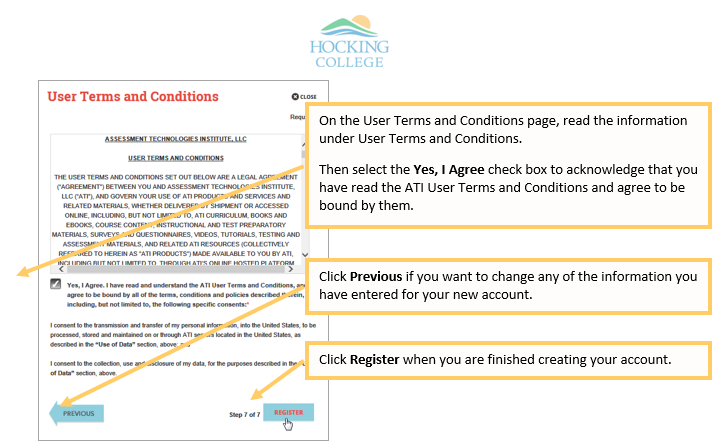 HOCKING
COLLEGE
User Terms and Conditions
CLOSE
Requ
ASSESSMENT TECHNOLOGIES INSTITUTE, LLC
USER TERMS AND CONDITIONS
THE USER TERMS AND CONDITIONS SET OUT BELOW ARE A LEGAL AGREEMENT
("AGREEMENT") BETWEEN YOU AND ASSESSMENT TECHNOLOGIES INSTITUTE,
LLC ("ATI"), AND GOVERN YOUR USE OF ATI PRODUCTS AND SERVICES AND
RELATED MATERIALS, WHETHER DELIVERED BY SHIPMENT OR ACCESSED
ONLINE, INCLUDING, BUT NOT LIMITED TO, ATI CURRICULUM, BOOKS AND
EBOOKS, COURSE CONTENT, INSTRUCTIONAL AND TEST PREPARATORY
MATERIALS, SURVEYS AND QUESTIONNAIRES, VIDEOS, TUTORIALS, TESTING AND
ASSESSMENT MATERIALS, AND RELATED ATI RESOURCES (COLLECTIVELY
REFERRED TO HEREIN AS "ATI PRODUCTS") MADE AVAILABLE TO YOU BY ATI,
INCLUDING BUT NOT LIMITED TO, THROUGH ATI'S ONLINE HOSTED PLATFORM
Yes, I Agree. I have read and understand the ATI User Terms and Conditions, and
agree to be bound by all of the terms, conditions and policies described therein,
including, but not limited to, the following specific consents:*
I consent to the transmission and transfer of my personal information, into the United States, to be
processed, stored and maintained on or through ATI servers located in the United States, as
described in the "Use of Data" section, above; and
I consent to the collection, use and disclosure of my data, for the purposes described in the
of Data" section, above.
PREVIOUS
Step 7 of 7
REGISTER
On the User Terms and Conditions page, read the information
under User Terms and Conditions.
Then select the Yes, I Agree check box to acknowledge that you
have read the ATI User Terms and Conditions and agree to be
bound by them.
Click Previous if you want to change any of the information you
have entered for your new account.
Click Register when you are finished creating your account.